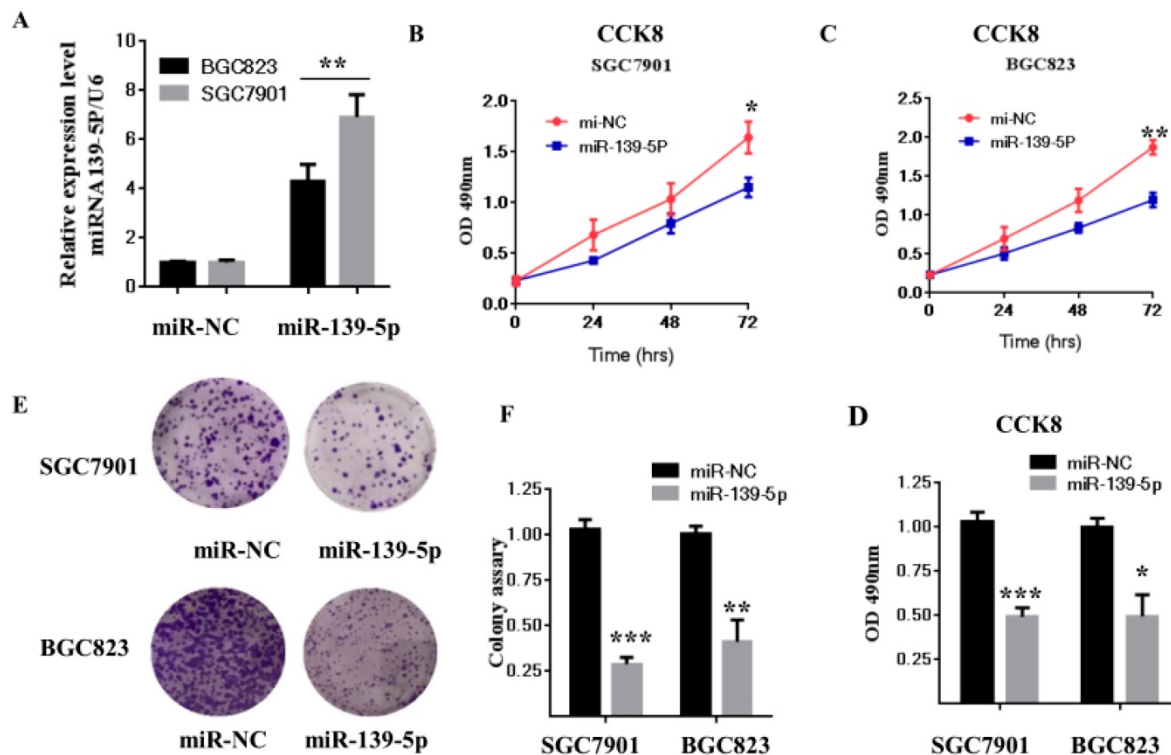 A
Relative expression level
miRNA139-5P/U6
10
8
6
4
2
0
BGC823
SGC7901
**
miR-NC
miR-139-5p
B
CCK8
SGC7901
OD 490nm
2.0
1.5
1.0
0.5
0.0
mi-NC
miR-139-5P
*
0
24
48
72
Time (hrs)
C
CCK8
BGC823
OD 490nm
2.5
2.0
1.5
1.0
0.5
0.0
mi-NC
miR-139-5P
**
0
24
48
72
Time (hrs)
E
SGC7901
miR-NC
miR-139-5p
BGC823
miR-NC
miR-139-5p
F
miR-NC
miR-139-5p
Colony assary
1.25
1.00
0.75
0.50
0.25
***
**
SGC7901
BGC823
D
CCK8
miR-NC
miR-139-5p
OD 490nm
1.25
1.00
0.75
0.50
0.25
***
*
SGC7901
BGC823